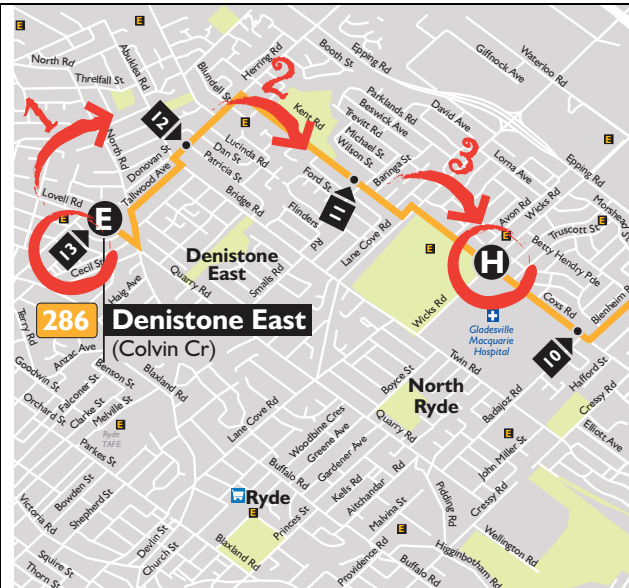 Herring Rd
Booth St
Epping Rd
Giffnock Ave
Waterloo Rd
North Rd
Abuklea Rd
Threlfall St
Blundell St
Parklands Rd
Beswick Ave
Trevitt Rd
Michael St
Wilson St
David Ave
Kent Rd
1
2
12
North Rd
Donovan St
Tallwood Ave
Lucinda Rd
Dan St
Patricia St
Bridge Rd
Ford St
Baringa St
3
Lorna Ave
Epping Rd
Morshead St
Avon Rd
Wicks Rd
Truscott St
Betty Hendry Pde
Lovell Rd
E
13
Cecil St
Flinders Rd
11
Lane Cove Rd
H
Denistone
East
Haig Ave
Quarry Rd
Smalls Rd
Wicks Rd
Coxs Rd
Blenheim Rd
286 Denistone East
(Colvin Cr)
Gladesville
Macquarie
Hospital
10
Terry Rd
Anzac Ave
Goodwin St
Benson St
Falconer St
Orchard St
Clarke St
Melville St
Blaxland Rd
Twin Rd
Boyce St
North
Ryde
Badajoz Rd
Hafford St
Cressy Rd
Elliott Ave
Ryde
TAFE
Parkes St
Lane Cove Rd
Woodbine Cres
Greene Ave
Buffalo Rd
Gardener Ave
Quarry Rd
John Miller St
Kells Rd
Aitchandar Rd
Pidding Rd
Cressy Rd
Bowden St
Shepherd St
Victoria Rd
Ryde
Princes St
Malvina St
Wellington Rd
Squire St
Thorn St
Devlin St
Church St
Blaxland Rd
Providence Rd
Buffalo Rd
Higginbotham Rd